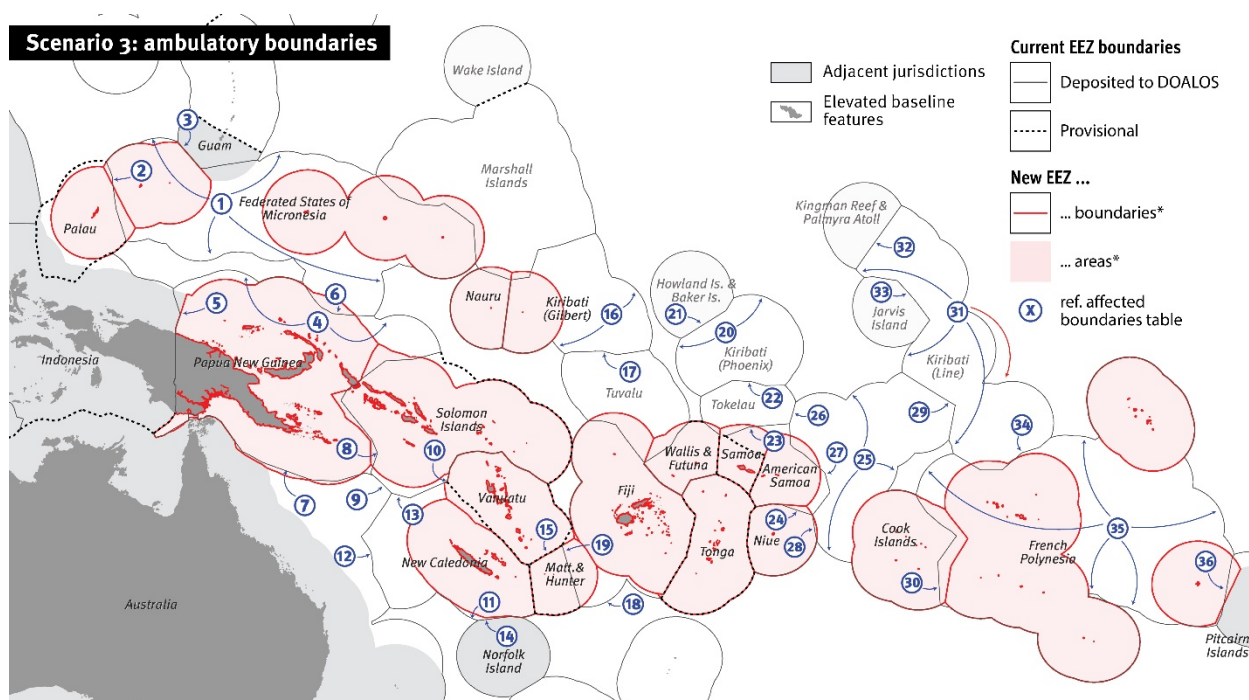 Scenario 3: ambulatory boundaries
Adjacent jurisdictions
Elevated baseline
features
Current EEZ boundaries
Deposited to DOALOS
Provisional
New EEZ ...
... boundaries*
... areas*
X
ref. affected
boundaries table
Wake Island
3
Guam
2
1
Palau
Federated States of
Micronesia
Marshall
Islands
Kingman Reef &
Palmyra Atoll
32
5
6
4
Nauru
Kiribati
(Gilbert)
16
Howland Is. &
Baker Is.
21
20
33
Jarvis
Island
31
Indonesia
Papua New Guinea
Kiribati
(Phoenix)
Kiribati
(Line)
17
Tuvalu
22
Tokelau
26
29
34
Solomon
Islands
8
10
7
9
13
12
Vanuatu
15
19
New Caledonia
Matt.&
Hunter
11
14
18
Norfolk
Island
Australia
Fiji
Wallis &
Futuna
23
Samoa
American
Samoa
27
25
24
Niue
28
Tonga
Cook
Islands
30
French
Polynesia
35
36
Pitcairn
Islands